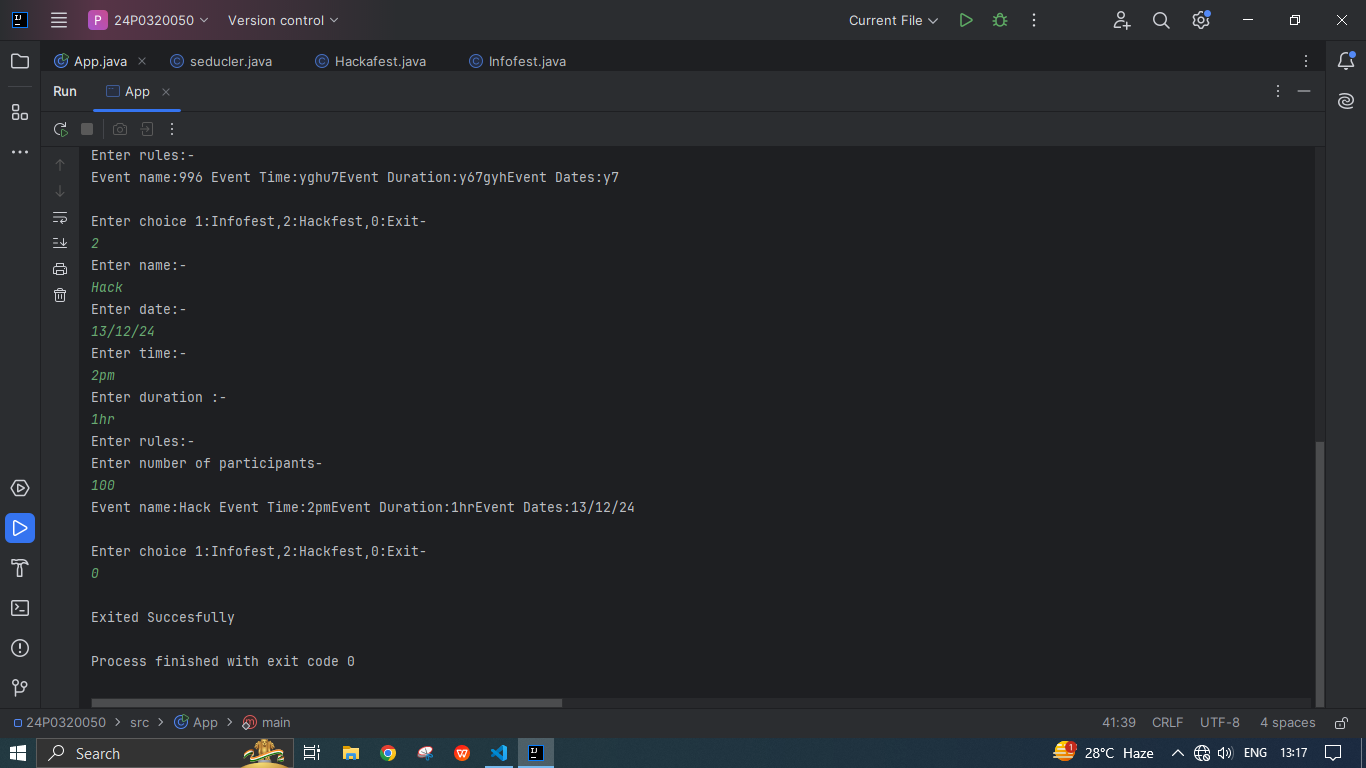 P 24P0320050 Version control Current File
App.java seducler.java Hackafest.java Infofest.java
Run App
Enter rules:-
Event name:996 Event Time:yghu7Event Duration:y67gyhEvent Dates:y7
Enter choice 1:Infofest,2:Hackfest,0:Exit-
2
Enter name:-
Hack
Enter date:-
13/12/24
Enter time:-
2pm
Enter duration :-
1hr
Enter rules:-
Enter number of participants-
100
Event name:Hack Event Time:2pmEvent Duration:1hrEvent Dates:13/12/24
Enter choice 1:Infofest,2:Hackfest,0:Exit-
0
Exited Succesfully
Process finished with exit code 0
24P0320050 > src > App > main 41:39 CRLF UTF-8 4 spaces
Search 1 28°C Haze ENG 13:17